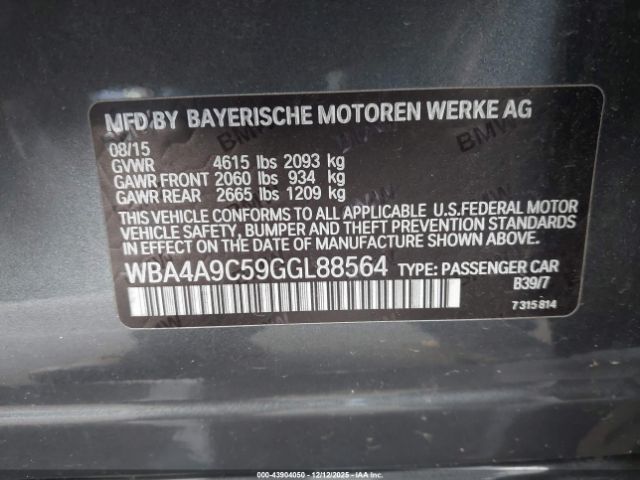 MFD BY BAYERISCHE MOTOREN WERKE AG
08/15
GVWR 4615 lbs 2093 kg
GAWR FRONT 2060 lbs 934 kg
GAWR REAR 2665 lbs 1209 kg
THIS VEHICLE CONFORMS TO ALL APPLICABLE U.S.FEDERAL MOTOR
VEHICLE SAFETY, BUMPER AND THEFT PREVENTION STANDARDS
IN EFFECT ON THE DATE OF MANUFACTURE SHOWN ABOVE.
WBA4A9C59GGL88564 TYPE: PASSENGER CAR
B39/7
7315814
© - 43904050 - 12/12/2025 - IAAI.COM